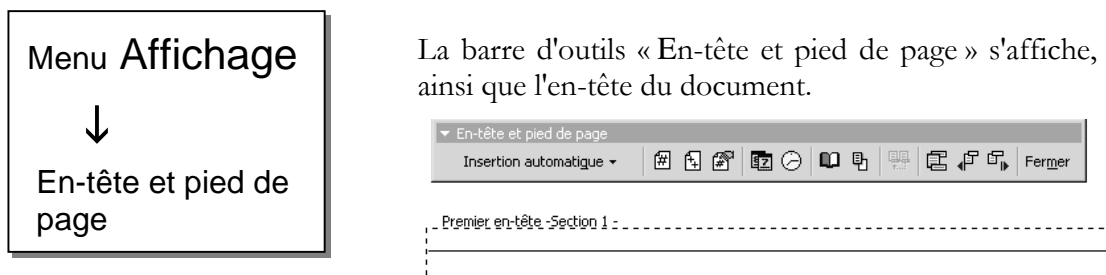 Menu Affichage
↓
En-tête et pied de
page
La barre d'outils « En-tête et pied de page » s'affiche,
ainsi que l'en-tête du document.
En-tête et pied de page
Insertion automatique Fermer
Premier en-tête -Section 1 -